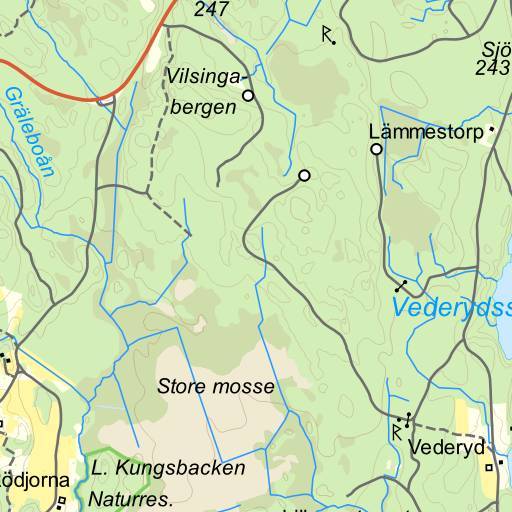 247
Sjö
243
Vilsinga-
bergen
Gräleboån
Lämmestorp
Vederydss
Store mosse
Vederyd
L. Kungsbacken
Naturres.
ödjorna